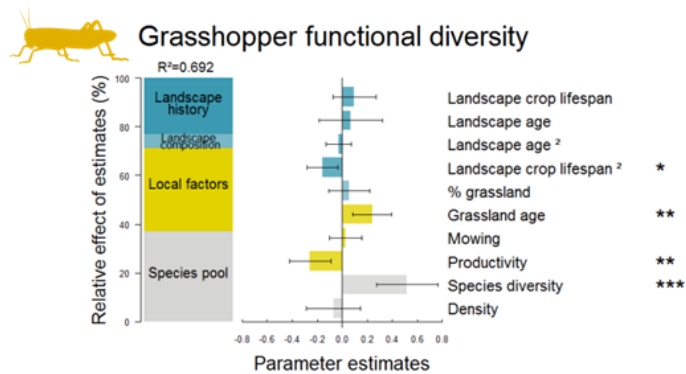 Grasshopper functional diversity
R²=0.692
Relative effect of estimates (%)
100
80
60
40
20
0
Landscape
history
Landscape
composition
Local factors
Species pool
Landscape crop lifespan
Landscape age
Landscape age ²
Landscape crop lifespan ² *
% grassland
Grassland age **
Mowing
Productivity **
Species diversity ***
Density
-0.8 -0.6 -0.4 -0.2 0.0 0.2 0.4 0.6 0.8
Parameter estimates